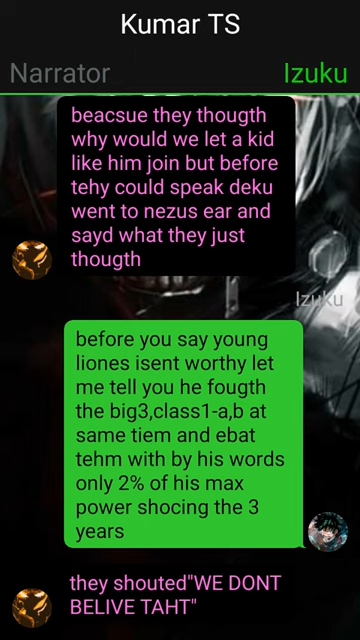 Kumar TS
Narrator
Izuku
beacsue they thougth
why would we let a kid
like him join but before
tehy could speak deku
went to nezus ear and
sayd what they just
thougth
Izuku
before you say young
liones isent worthy let
me tell you he fougth
the big3,class1-a,b at
same tiem and ebat
tehm with by his words
only 2% of his max
power shocing the 3
years
they shouted"WE DONT
BELIVE TAHT"